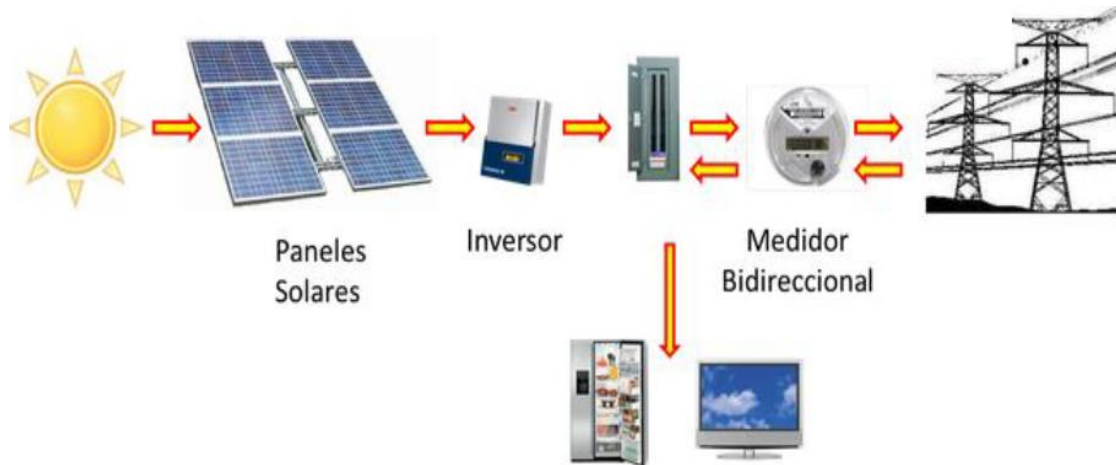 Paneles
Solares
Inversor
Medidor
Bidireccional